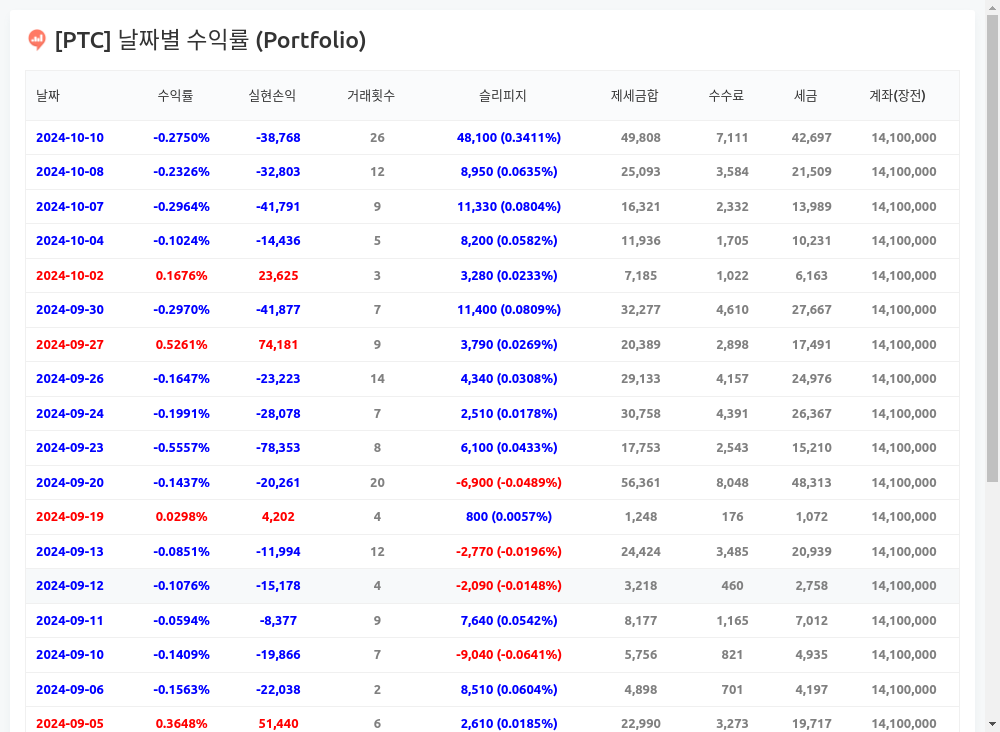 [PTC] 날짜별 수익률 (Portfolio)
날짜 수익률 실현손익 거래횟수 슬리피지 제세금합 수수료 세금 계좌(장전)
2024-10-10 -0.2750% -38,768 26 48,100 (0.3411%) 49,808 7,111 42,697 14,100,000
2024-10-08 -0.2326% -32,803 12 8,950 (0.0635%) 25,093 3,584 21,509 14,100,000
2024-10-07 -0.2964% -41,791 9 11,330 (0.0804%) 16,321 2,332 13,989 14,100,000
2024-10-04 -0.1024% -14,436 5 8,200 (0.0582%) 11,936 1,705 10,231 14,100,000
2024-10-02 0.1676% 23,625 3 3,280 (0.0233%) 7,185 1,022 6,163 14,100,000
2024-09-30 -0.2970% -41,877 7 11,400 (0.0809%) 32,277 4,610 27,667 14,100,000
2024-09-27 0.5261% 74,181 9 3,790 (0.0269%) 20,389 2,898 17,491 14,100,000
2024-09-26 -0.1647% -23,223 14 4,340 (0.0308%) 29,133 4,157 24,976 14,100,000
2024-09-24 -0.1991% -28,078 7 2,510 (0.0178%) 30,758 4,391 26,367 14,100,000
2024-09-23 -0.5557% -78,353 8 6,100 (0.0433%) 17,753 2,543 15,210 14,100,000
2024-09-20 -0.1437% -20,261 20 -6,900 (-0.0489%) 56,361 8,048 48,313 14,100,000
2024-09-19 0.0298% 4,202 4 800 (0.0057%) 1,248 176 1,072 14,100,000
2024-09-13 -0.0851% -11,994 12 -2,770 (-0.0196%) 24,424 3,485 20,939 14,100,000
2024-09-12 -0.1076% -15,178 4 -2,090 (-0.0148%) 3,218 460 2,758 14,100,000
2024-09-11 -0.0594% -8,377 9 7,640 (0.0542%) 8,177 1,165 7,012 14,100,000
2024-09-10 -0.1409% -19,866 7 -9,040 (-0.0641%) 5,756 821 4,935 14,100,000
2024-09-06 -0.1563% -22,038 2 8,510 (0.0604%) 4,898 701 4,197 14,100,000
2024-09-05 0.3648% 51,440 6 2,610 (0.0185%) 22,990 3,273 19,717 14,100,000